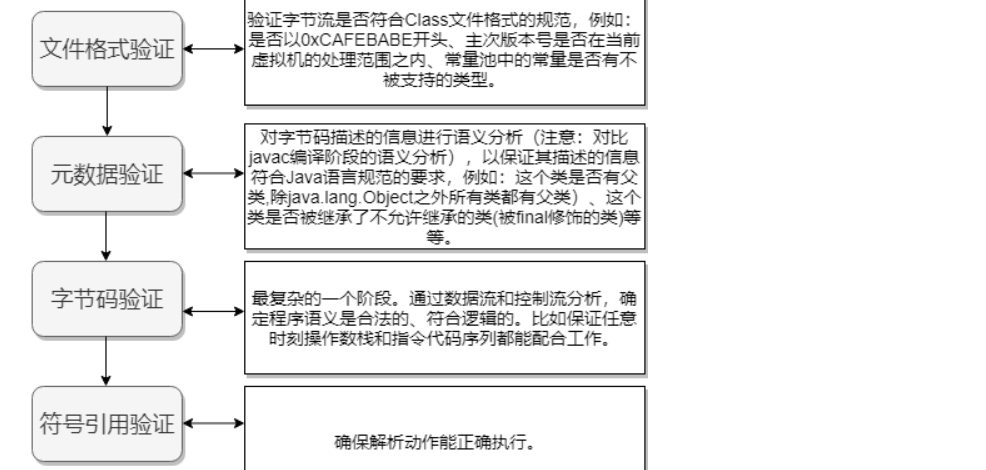 文件格式验证
验证字节流是否符合Class文件格式的规范，例如：
是否以0xCAFEBABE开头、主次版本号是否在当前
虚拟机的处理范围之内、常量池中的常量是否有不
被支持的类型。
元数据验证
对字节码描述的信息进行语义分析（注意：对比
javac编译阶段的语义分析），以保证其描述的信息
符合Java语言规范的要求，例如：这个类是否有父
类,除java.lang.Object之外所有类都有父类）、这个
类是否被继承了不允许继承的类(被final修饰的类)等
等。
字节码验证
最复杂的一个阶段。通过数据流和控制流分析，确
定程序语义是合法的、符合逻辑的。比如保证任意
时刻操作数栈和指令代码序列都能配合工作。
符号引用验证
确保解析动作能正确执行。